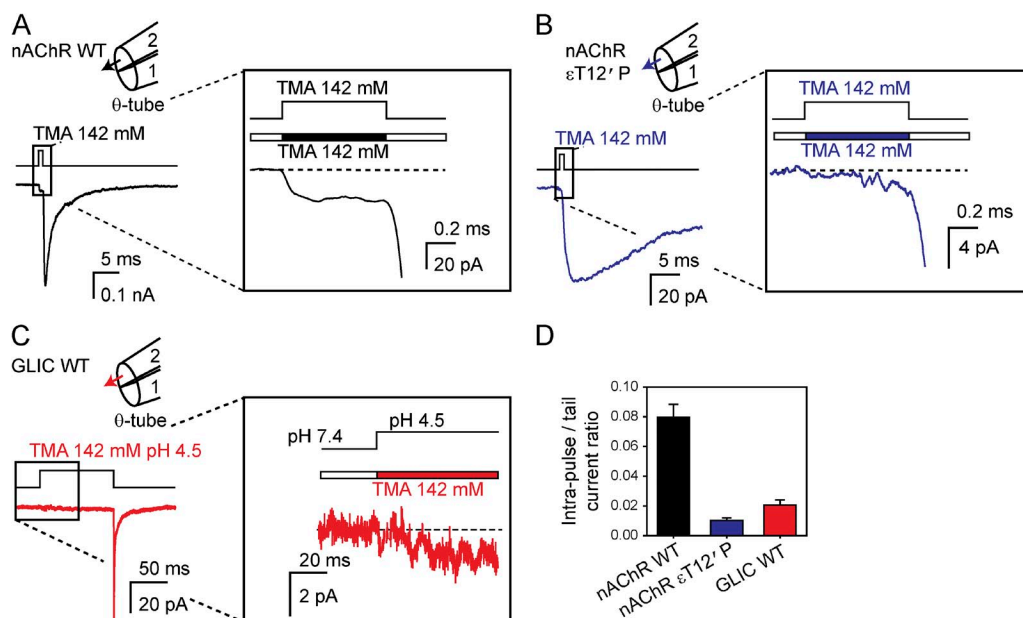 A
nAChR WT
2
1
θ-tube
TMA 142 mM
5 ms
0.1 nA
TMA 142 mM
TMA 142 mM
0.2 ms
20 pA
B
nAChR
εT12′ P
2
1
θ-tube
TMA 142 mM
5 ms
20 pA
TMA 142 mM
TMA 142 mM
0.2 ms
4 pA
C
GLIC WT
2
1
θ-tube
TMA 142 mM pH 4.5
50 ms
20 pA
pH 7.4
pH 4.5
TMA 142 mM
20 ms
2 pA
D
Intra-pulse / tail
current ratio
0.10
0.08
0.06
0.04
0.02
0.00
nAChR WT
nAChR εT12′ P
GLIC WT